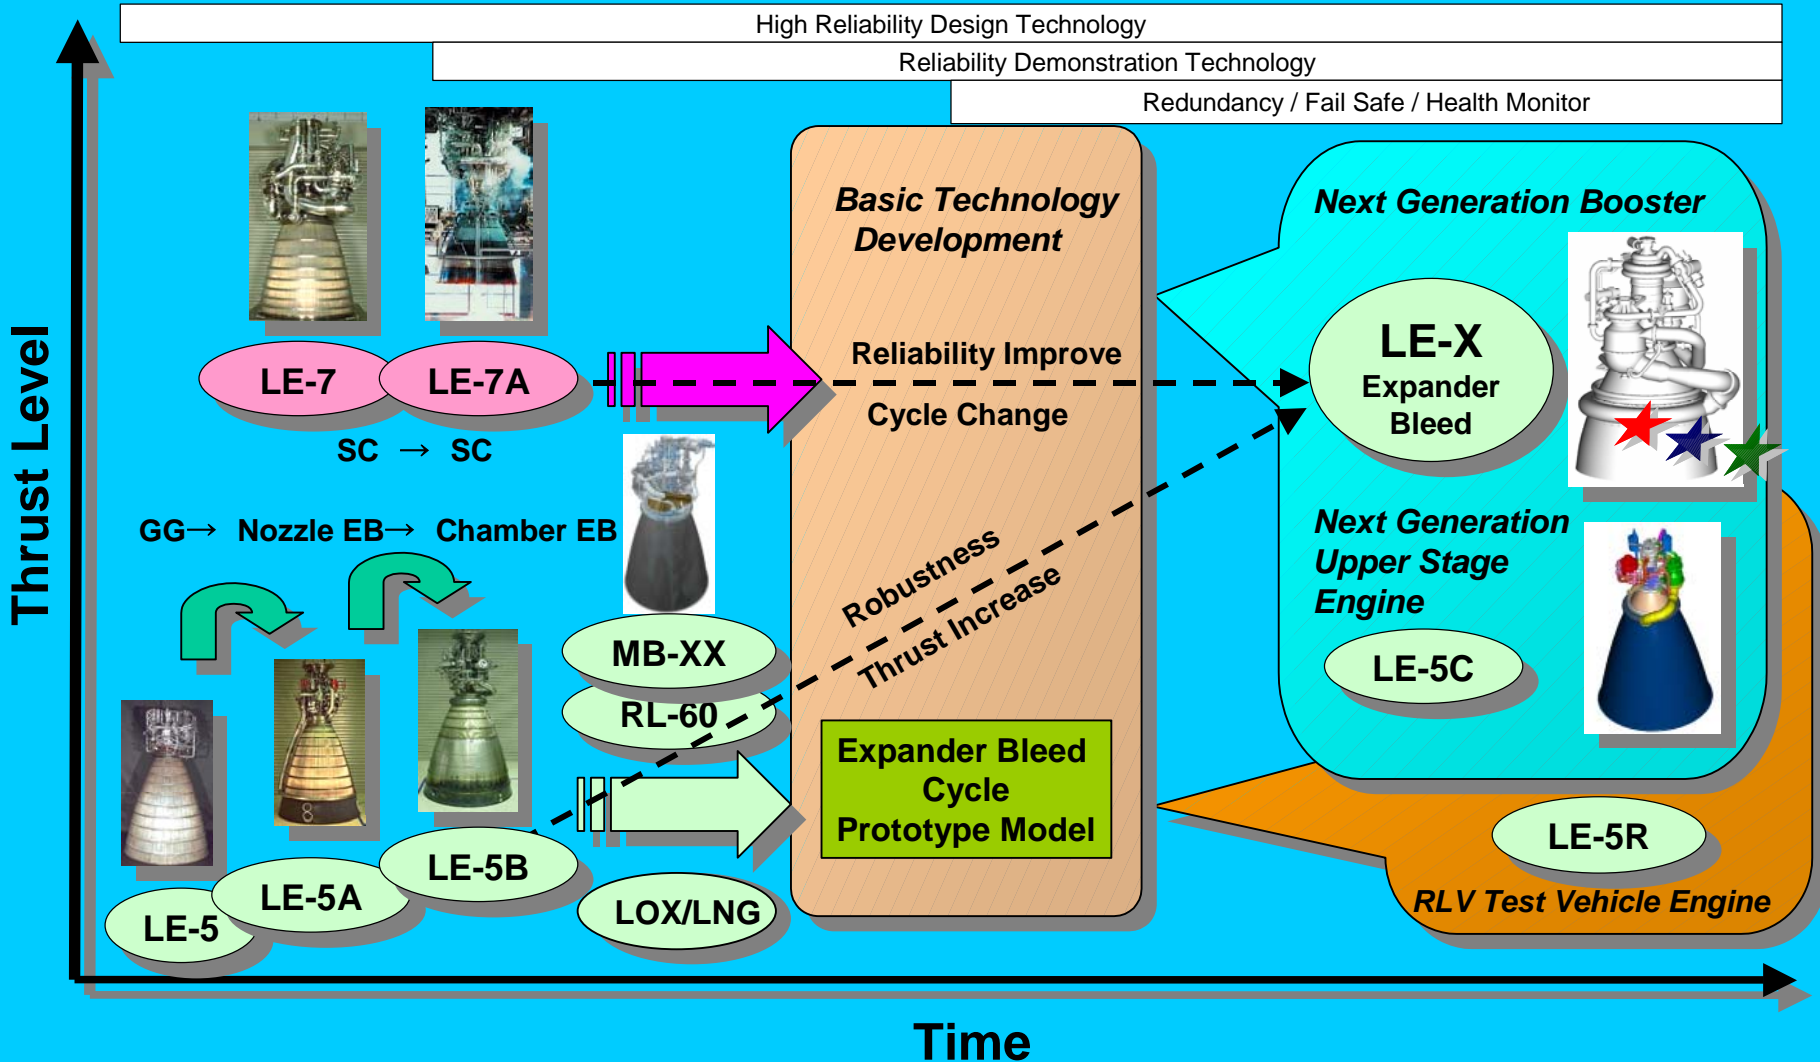 High Reliability Design Technology
Reliability Demonstration Technology
Redundancy / Fail Safe / Health Monitor
Thrust Level
Basic Technology
Development
Next Generation Booster
LE-7
LE-7A
SC → SC
Reliability Improve
Cycle Change
LE-X
Expander
Bleed
GG→ Nozzle EB→ Chamber EB
Robustness
Thrust Increase
Next Generation
Upper Stage
Engine
LE-5C
MB-XX
RL-60
Expander Bleed
Cycle
Prototype Model
LE-5
LE-5A
LE-5B
LOX/LNG
LE-5R
RLV Test Vehicle Engine
Time